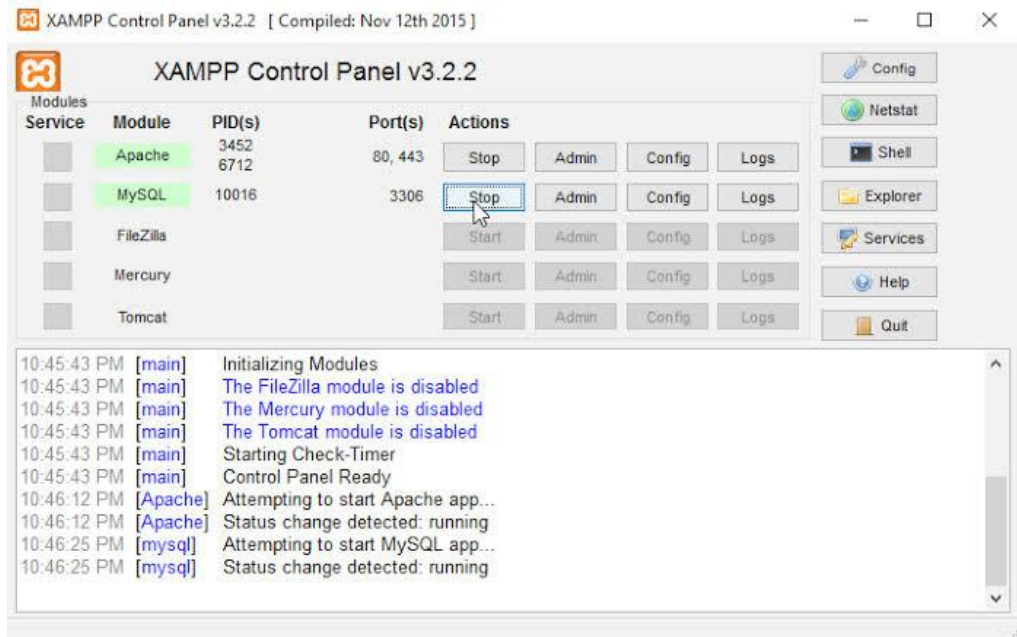 XAMPP Control Panel v3.2.2 [ Compiled: Nov 12th 2015 ]
XAMPP Control Panel v3.2.2
Config
Netstat
Shell
Explorer
Services
Help
Quit
Modules
Service Module PID(s) Port(s) Actions
Apache 3452 6712 80, 443 Stop Admin Config Logs
MySQL 10016 3306 Stop Admin Config Logs
FileZilla Start Admin Config Logs
Mercury Start Admin Config Logs
Tomcat Start Admin Config Logs
10:45:43 PM [main] Initializing Modules
10:45:43 PM [main] The FileZilla module is disabled
10:45:43 PM [main] The Mercury module is disabled
10:45:43 PM [main] The Tomcat module is disabled
10:45:43 PM [main] Starting Check-Timer
10:45:43 PM [main] Control Panel Ready
10:46:12 PM [Apache] Attempting to start Apache app...
10:46:12 PM [Apache] Status change detected: running
10:46:25 PM [mysql] Attempting to start MySQL app...
10:46:25 PM [mysql] Status change detected: running